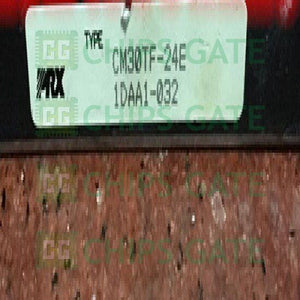 CHIPS GATE
TYPE CM30TF-24E
PRX 1DAA1-032
CHIPS GATE
CHIPS GATE
CHIPS GATE